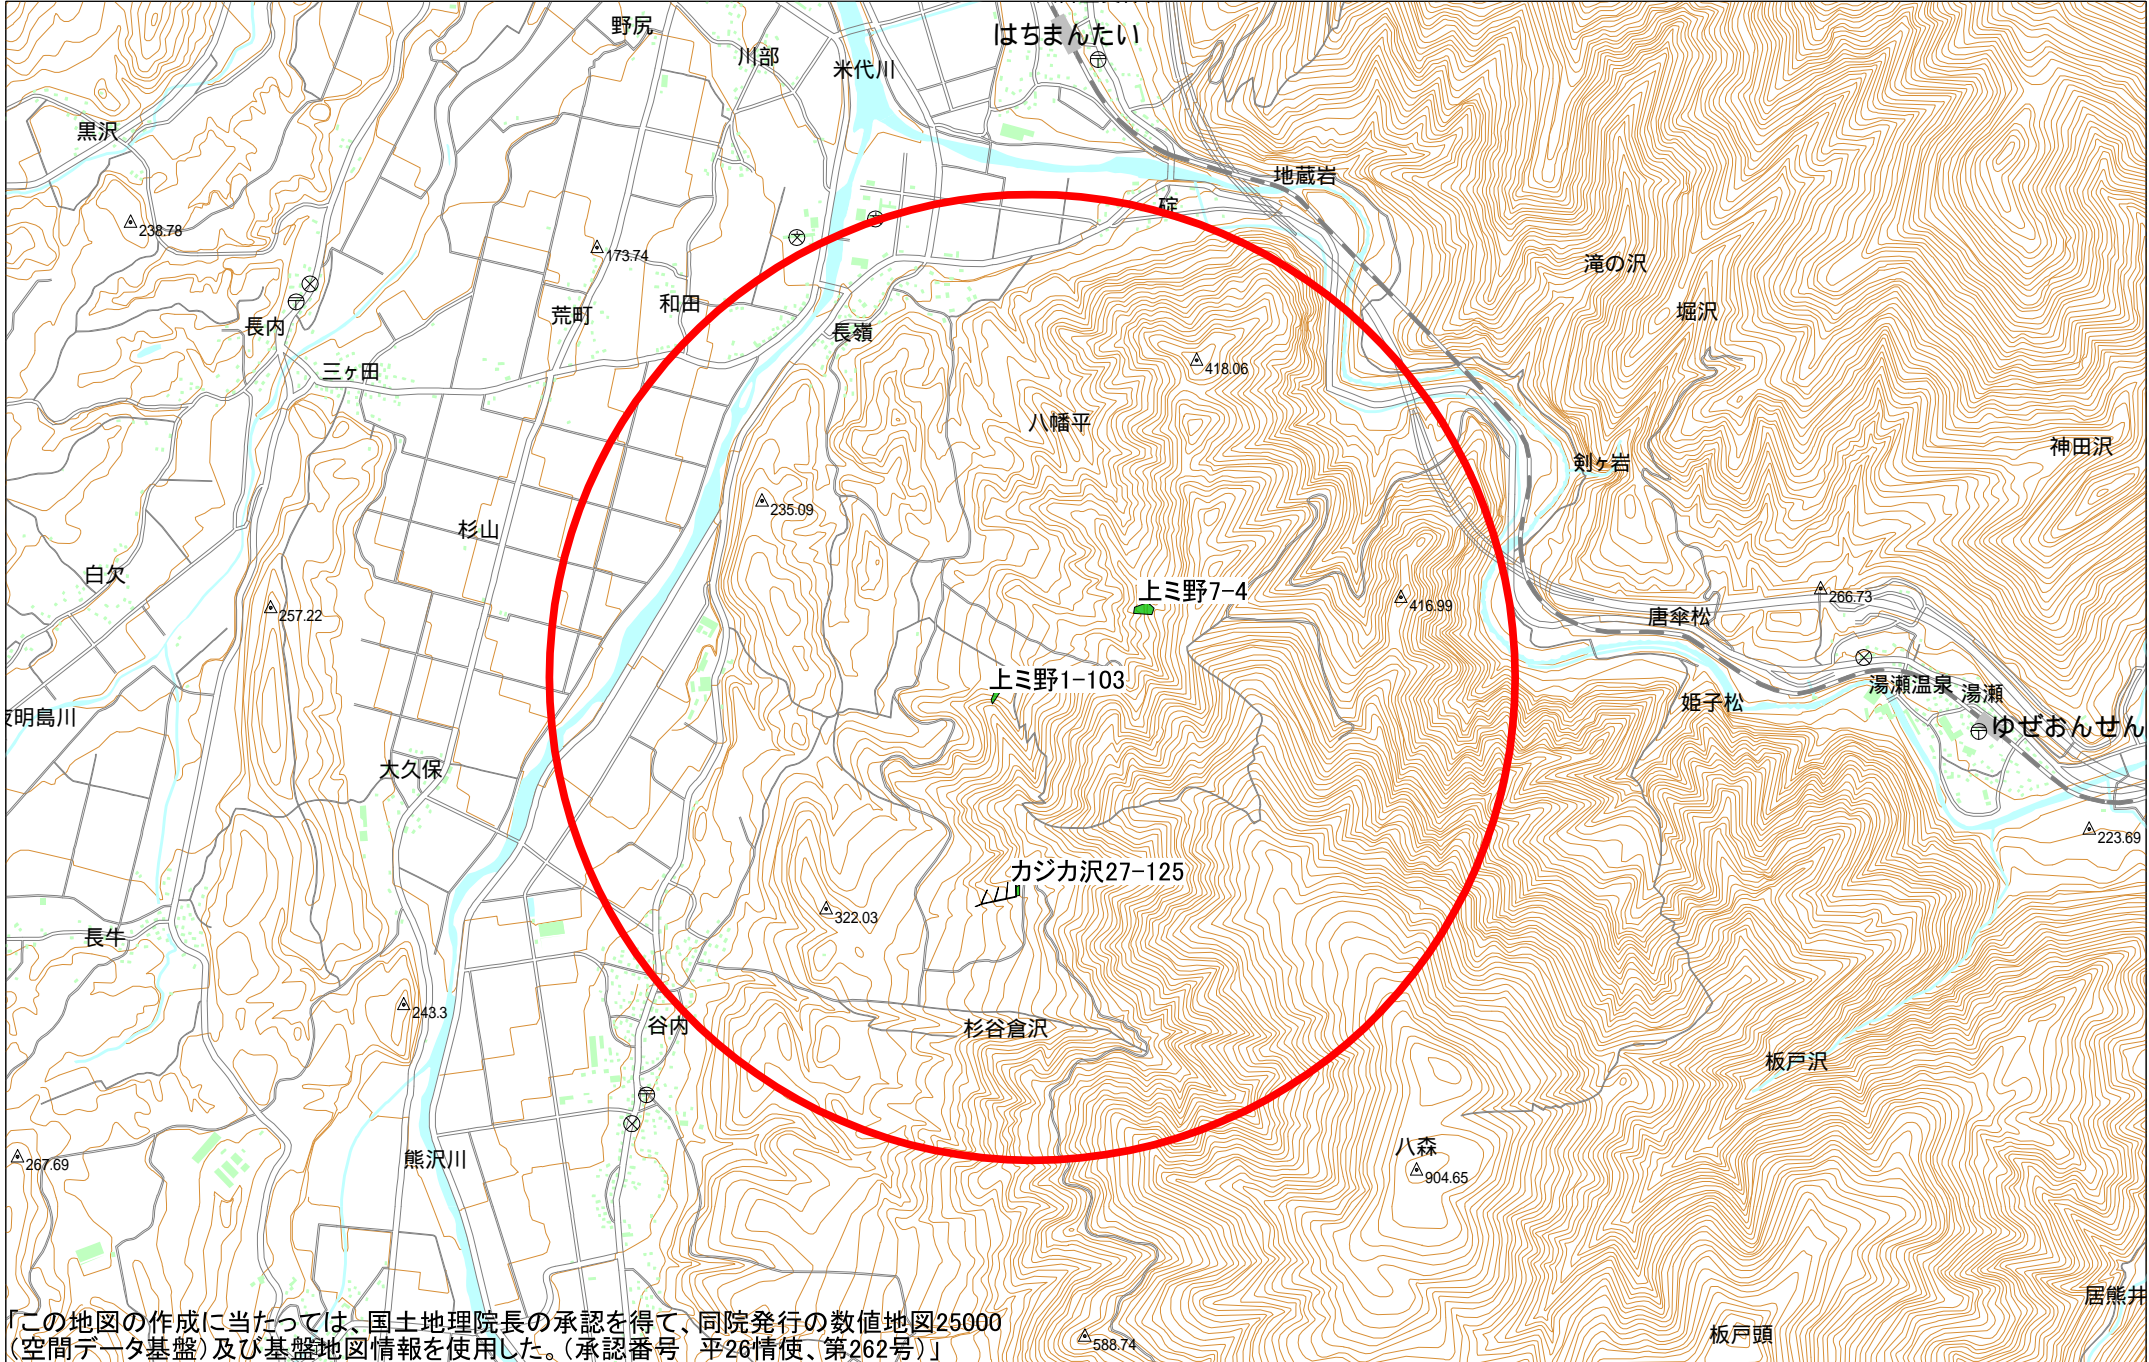 野尻
はちまんたい
川部
米代川
黒沢
地蔵岩
碇
238.78
173.74
滝の沢
和田
荒町
堀沢
長内
長嶺
三ヶ田
418.06
八幡平
神田沢
剣ヶ岩
235.09
杉山
白欠
上ミ野7-4
266.73
416.99
257.22
唐傘松
上ミ野1-103
湯瀬温泉
湯瀬
姫子松
夜明島川
ゆぜおんせん
大久保
223.69
カジカ沢27-125
322.03
長牛
243.3
谷内
杉谷倉沢
板戸沢
八森
熊沢川
267.69
904.65
居熊井
板戸頭
588.74
「この地図の作成に当たっては、国土地理院長の承認を得て、同院発行の数値地図25000
(空間データ基盤)及び基盤地図情報を使用した。(承認番号 平26情使、第262号)」